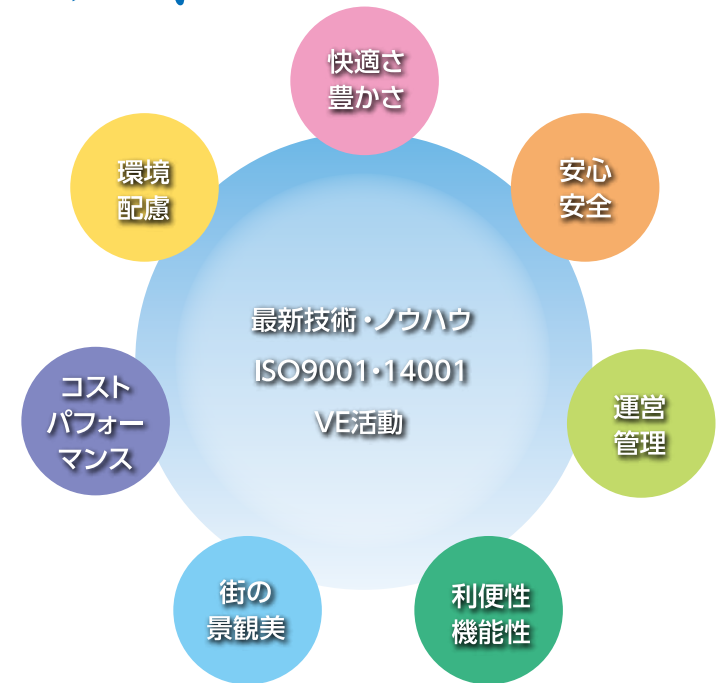 快適さ
豊かさ
環境
配慮
安心
安全
最新技術・ノウハウ
ISO9001・14001
VE活動
コスト
パフォー
マンス
運営
管理
街の
景観美
利便性
機能性